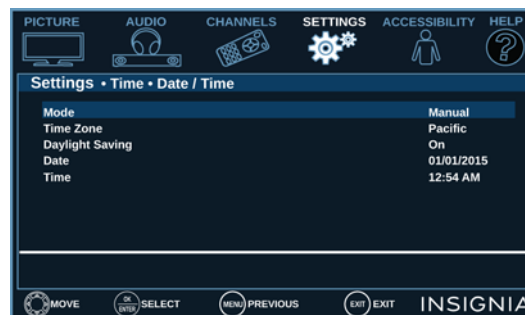 PICTURE AUDIO CHANNELS SETTINGS ACCESSIBILITY HELP
?
Settings • Time • Date / Time
Mode Manual
Time Zone Pacific
Daylight Saving On
Date 01/01/2015
Time 12:54 AM
MOVE OK ENTER SELECT MENU PREVIOUS EXIT EXIT INSIGNIA